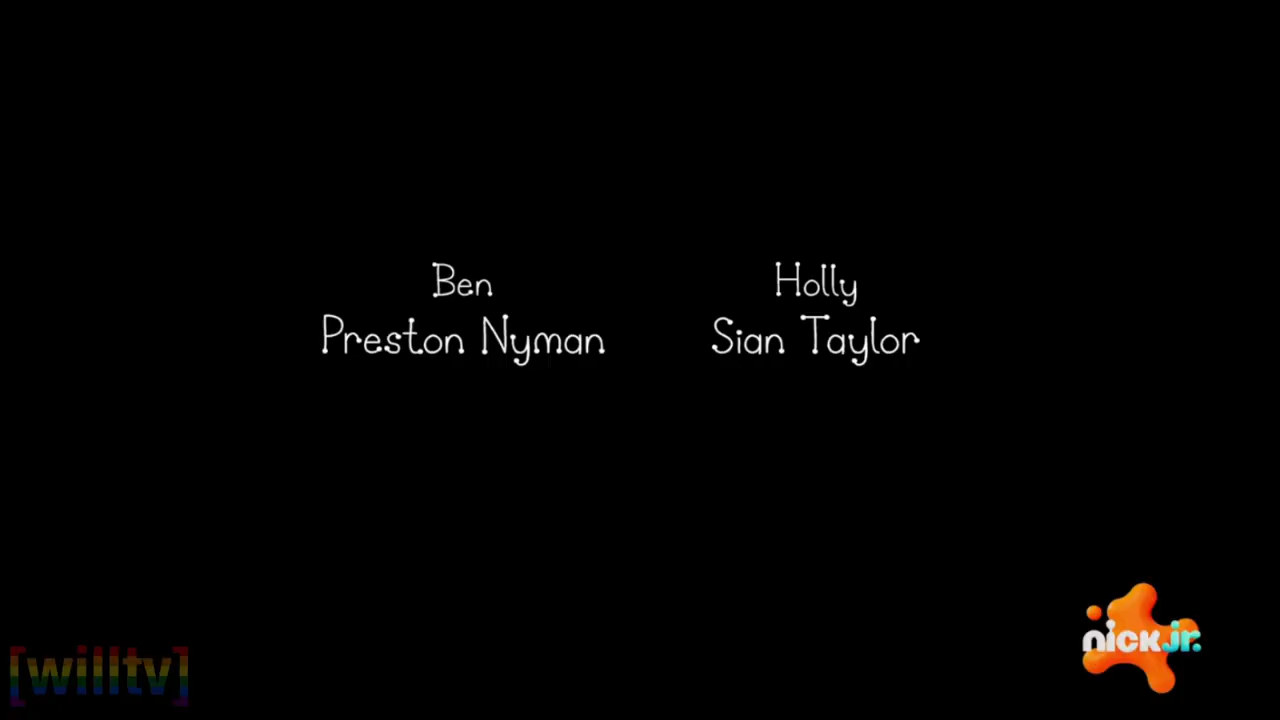 Ben
Preston Nyman
Holly
Sian Taylor
nick jr.
[willtv]